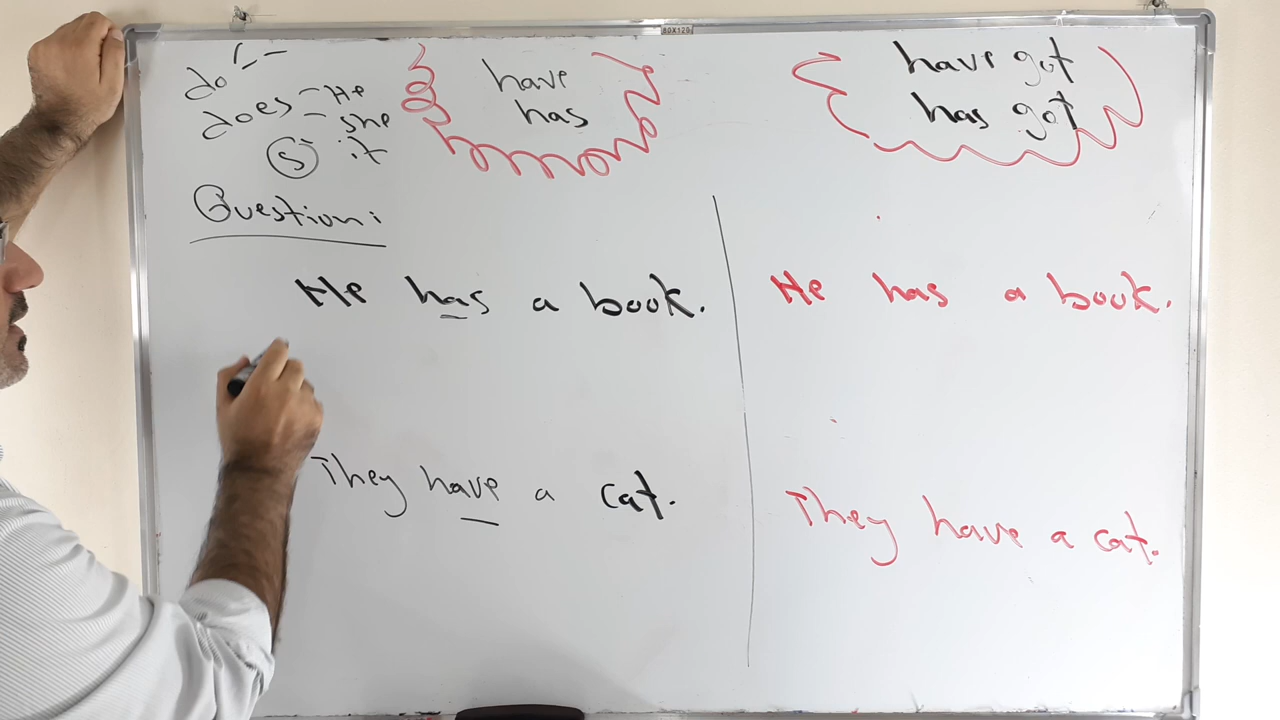 do
does - He
- she
s it
have
has
have got
has got
Question:
He has a book.
They have a cat.
He has a book.
They have a cat.
80X120